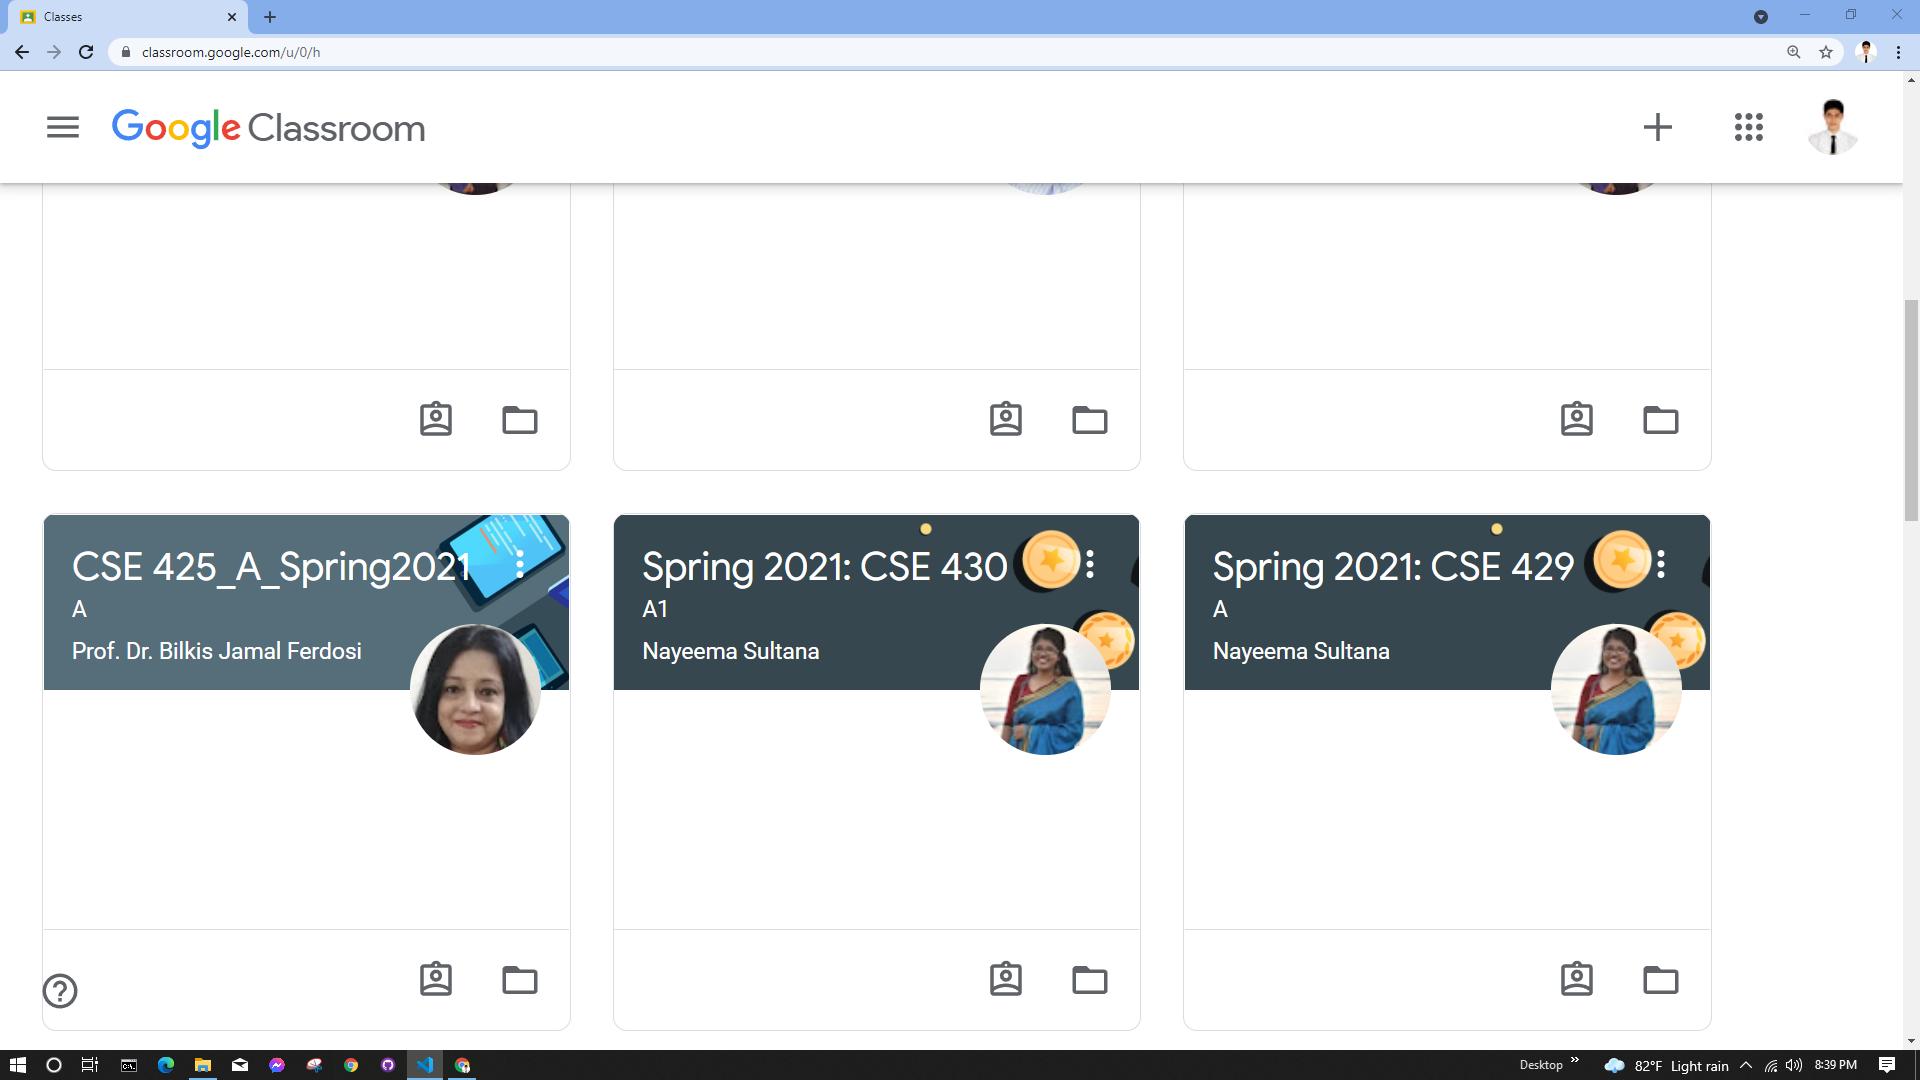 Classes
classroom.google.com/u/0/h
Google Classroom
CSE 425_A_Spring2021
A
Prof. Dr. Bilkis Jamal Ferdosi
Spring 2021: CSE 430
A1
Nayeema Sultana
Spring 2021: CSE 429
A
Nayeema Sultana
Desktop
82°F Light rain
8:39 PM